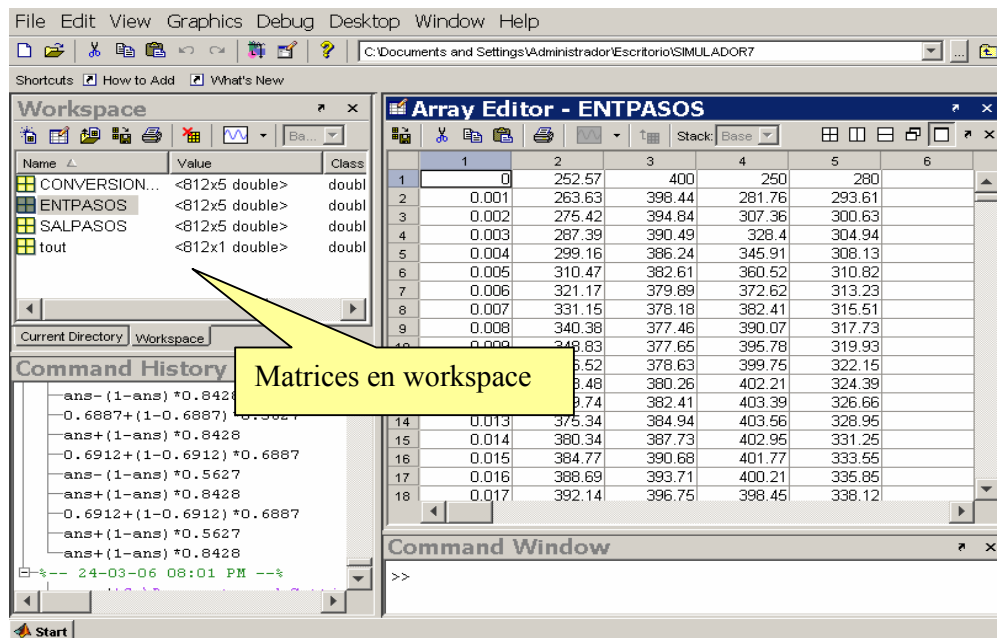 File Edit View Graphics Debug Desktop Window Help
C:\Documents and Settings\Administrador\Escritorio\SIMULADOR7
Shortcuts How to Add What's New
Workspace
Ba...
Name Value Class
CONVERSION... <812x5 double> doubl
ENTPASOS <812x5 double> doubl
SALPASOS <812x5 double> doubl
tout <812x1 double> doubl
Current Directory Workspace
Matrices en workspace
Command History
ans-(1-ans)*0.8428
0.6887+(1-0.6887)
ans+(1-ans)*0.8428
0.6912+(1-0.6912)*0.6887
ans-(1-ans)*0.5627
ans+(1-ans)*0.8428
0.6912+(1-0.6912)*0.6887
ans+(1-ans)*0.5627
ans+(1-ans)*0.8428
%-- 24-03-06 08:01 PM --%
Array Editor - ENTPASOS
Stack: Base
1 2 3 4 5 6
1 0 252.57 400 250 280
2 0.001 263.63 398.44 281.76 293.61
3 0.002 275.42 394.84 307.36 300.63
4 0.003 287.39 390.49 328.4 304.94
5 0.004 299.16 386.24 345.91 308.13
6 0.005 310.47 382.61 360.52 310.82
7 0.006 321.17 379.89 372.62 313.23
8 0.007 331.15 378.18 382.41 315.51
9 0.008 340.38 377.46 390.07 317.73
377.65 395.78 319.93
378.63 399.75 322.15
380.26 402.21 324.39
382.41 403.39 326.66
14 0.013 375.34 384.94 403.56 328.95
15 0.014 380.34 387.73 402.95 331.25
16 0.015 384.77 390.68 401.77 333.55
17 0.016 388.69 393.71 400.21 335.85
18 0.017 392.14 396.75 398.45 338.12
Command Window
>>
Start